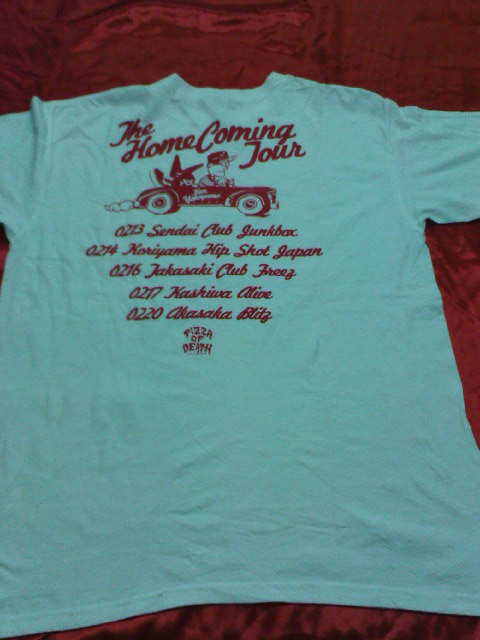 The
Home Coming
Tour
0213 Sendai Club Junkbox
0214 Koriyama Hip Shot Japan
0216 Takasaki Club Freez
0217 Kashiwa Alive
0220 Akasaka Blitz
PIZZA
OF
DEATH